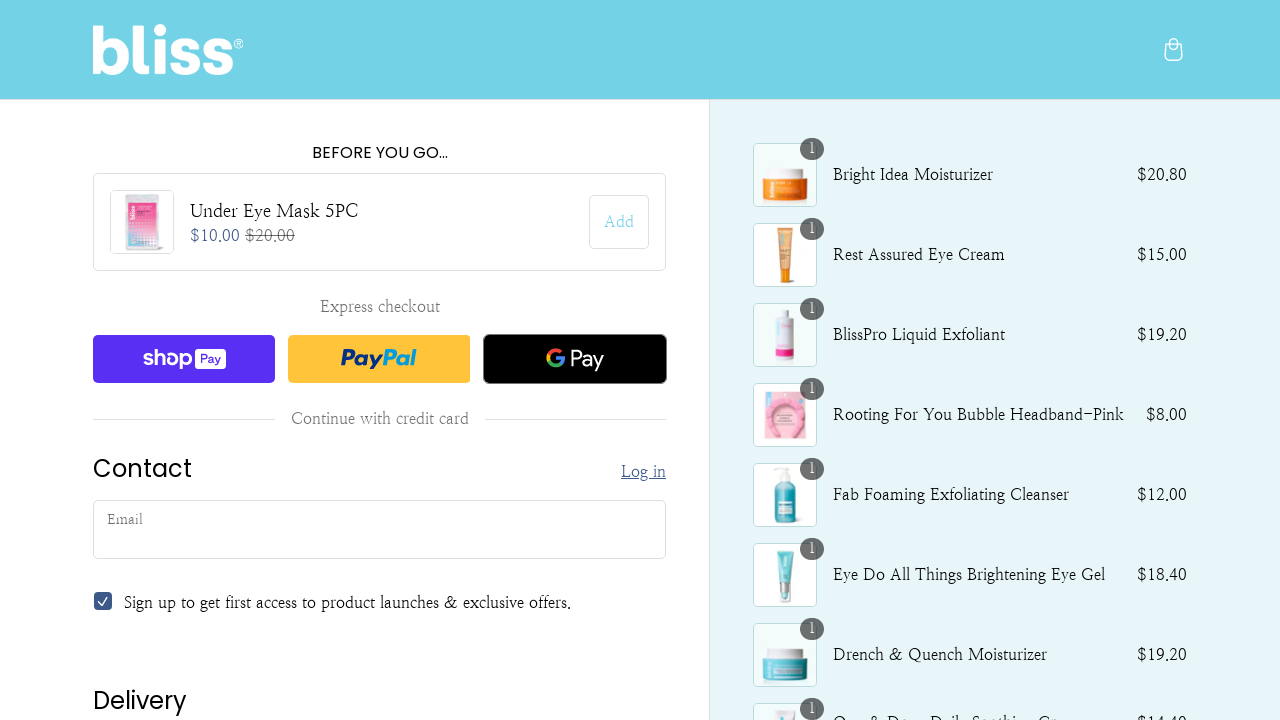 bliss®
BEFORE YOU GO...
Under Eye Mask 5PC
$10.00 $20.00
Add
Express checkout
shop Pay
PayPal
G Pay
Continue with credit card
Contact
Log in
Email
Sign up to get first access to product launches & exclusive offers.
Delivery
1
Bright Idea Moisturizer
$20.80
1
Rest Assured Eye Cream
$15.00
1
BlissPro Liquid Exfoliant
$19.20
1
Rooting For You Bubble Headband-Pink
$8.00
1
Fab Foaming Exfoliating Cleanser
$12.00
1
Eye Do All Things Brightening Eye Gel
$18.40
1
Drench & Quench Moisturizer
$19.20
1
$14.40